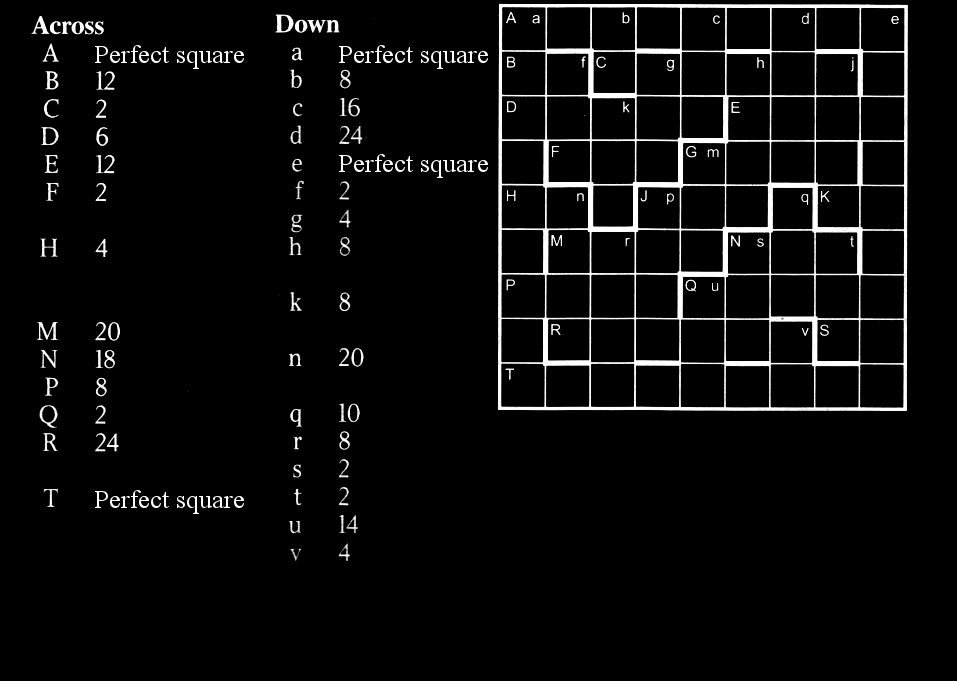 Across
A Perfect square
B 12
C 2
D 6
E 12
F 2
H 4
M 20
N 18
P 8
Q 2
R 24
T Perfect square
Down
a Perfect square
b 8
c 16
d 24
e Perfect square
f 2
g 4
h 8
k 8
n 20
q 10
r 8
s 2
t 2
u 14
v 4
A a b c d e
B f C g h j
D k E
F G m
H n J p q K
M r N s t
P Q u
R v S
T